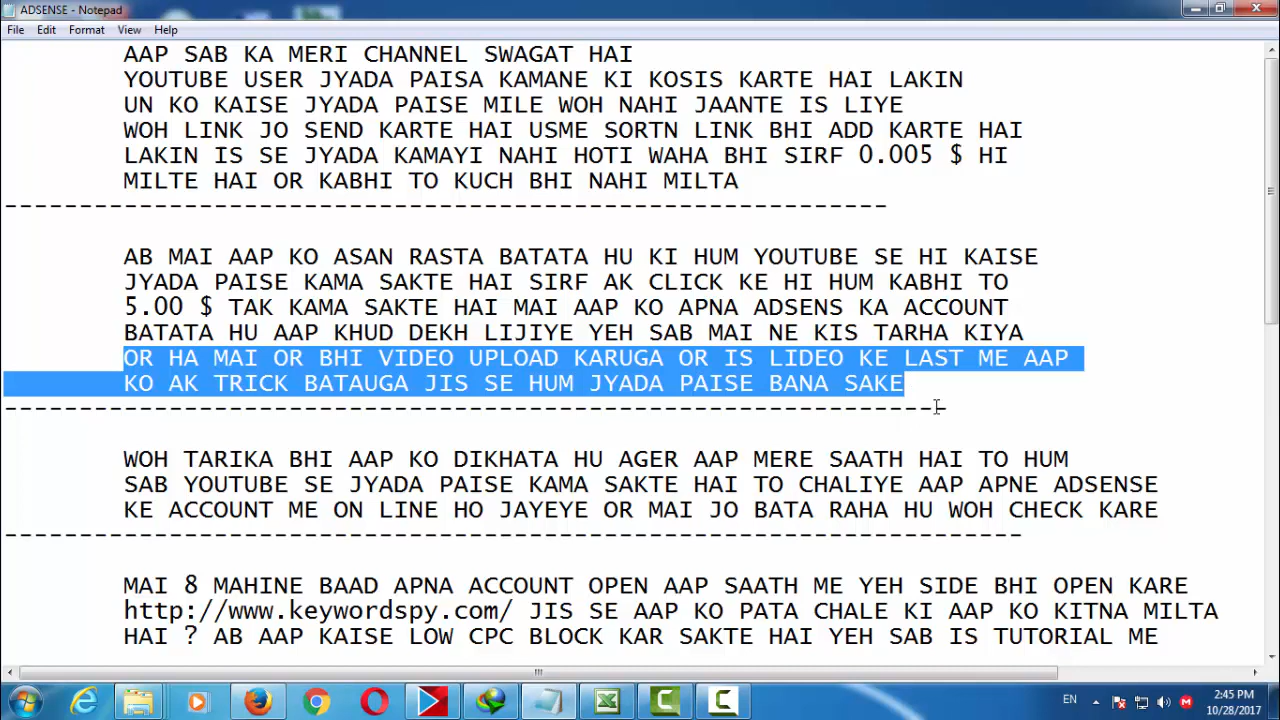 ADSENSE - Notepad
File Edit Format View Help
AAP SAB KA MERI CHANNEL SWAGAT HAI
YOUTUBE USER JYADA PAISA KAMANE KI KOSIS KARTE HAI LAKIN
UN KO KAISE JYADA PAISE MILE WOH NAHI JAANTE IS LIYE
WOH LINK JO SEND KARTE HAI USME SORTN LINK BHI ADD KARTE HAI
LAKIN IS SE JYADA KAMAYI NAHI HOTI WAHA BHI SIRF 0.005 $ HI
MILTE HAI OR KABHI TO KUCH BHI NAHI MILTA
-----------------------------------------------------------
AB MAI AAP KO ASAN RASTA BATATA HU KI HUM YOUTUBE SE HI KAISE
JYADA PAISE KAMA SAKTE HAI SIRF AK CLICK KE HI HUM KABHI TO
5.00 $ TAK KAMA SAKTE HAI MAI AAP KO APNA ADSENS KA ACCOUNT
BATATA HU AAP KHUD DEKH LIJIYE YEH SAB MAI NE KIS TARHA KIYA
OR HA MAI OR BHI VIDEO UPLOAD KARUGA OR IS LIDEO KE LAST ME AAP
KO AK TRICK BATAUGA JIS SE HUM JYADA PAISE BANA SAKE
---------------------------------------------------------------
WOH TARIKA BHI AAP KO DIKHATA HU AGER AAP MERE SAATH HAI TO HUM
SAB YOUTUBE SE JYADA PAISE KAMA SAKTE HAI TO CHALIYE AAP APNE ADSENSE
KE ACCOUNT ME ON LINE HO JAYEYE OR MAI JO BATA RAHA HU WOH CHECK KARE
--------------------------------------------------------------------
MAI 8 MAHINE BAAD APNA ACCOUNT OPEN AAP SAATH ME YEH SIDE BHI OPEN KARE
http://www.keywordspy.com/ JIS SE AAP KO PATA CHALE KI AAP KO KITNA MILTA
HAI ? AB AAP KAISE LOW CPC BLOCK KAR SAKTE HAI YEH SAB IS TUTORIAL ME
EN
2:45 PM
10/28/2017